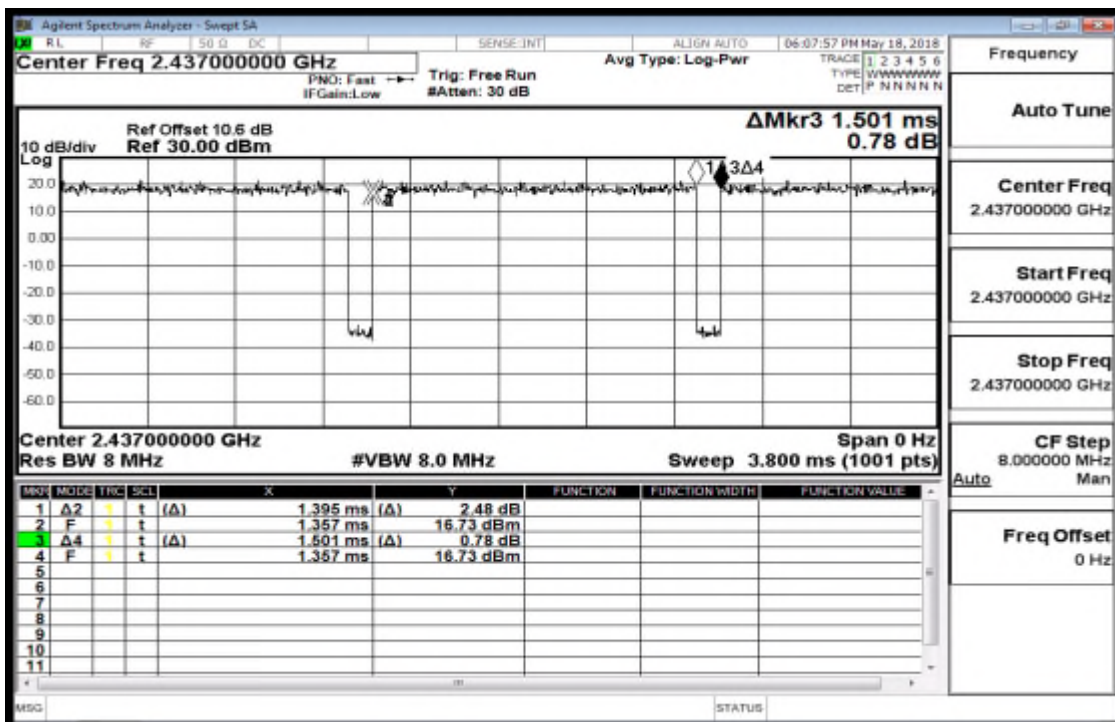 Agilent Spectrum Analyzer - Swept SA
RL RF 50 Ω DC SENSE:INT ALIGN AUTO 06:07:57 PM May 18, 2018
Center Freq 2.437000000 GHz
PNO: Fast
IFGain:Low
Trig: Free Run
#Atten: 30 dB
Avg Type: Log-Pwr
TRACE 1 2 3 4 5 6
TYPE WWWWWW
DET P N N N N N
Ref Offset 10.6 dB
10 dB/div Ref 30.00 dBm
Log
ΔMkr3 1.501 ms
0.78 dB
20.0
10.0
0.00
-10.0
-20.0
-30.0
-40.0
-50.0
-60.0
3Δ4
Center 2.437000000 GHz Span 0 Hz
Res BW 8 MHz #VBW 8.0 MHz Sweep 3.800 ms (1001 pts)
MKR MODE TRC SCL X Y FUNCTION FUNCTION WIDTH FUNCTION VALUE
1 Δ2 1 t (Δ) 1.395 ms (Δ) 2.48 dB
2 F 1 t 1.357 ms 16.73 dBm
3 Δ4 1 t (Δ) 1.501 ms (Δ) 0.78 dB
4 F 1 t 1.357 ms 16.73 dBm
5
6
7
8
9
10
11
MSG STATUS
Frequency
Auto Tune
Center Freq
2.437000000 GHz
Start Freq
2.437000000 GHz
Stop Freq
2.437000000 GHz
CF Step
8.000000 MHz
Auto Man
Freq Offset
0 Hz